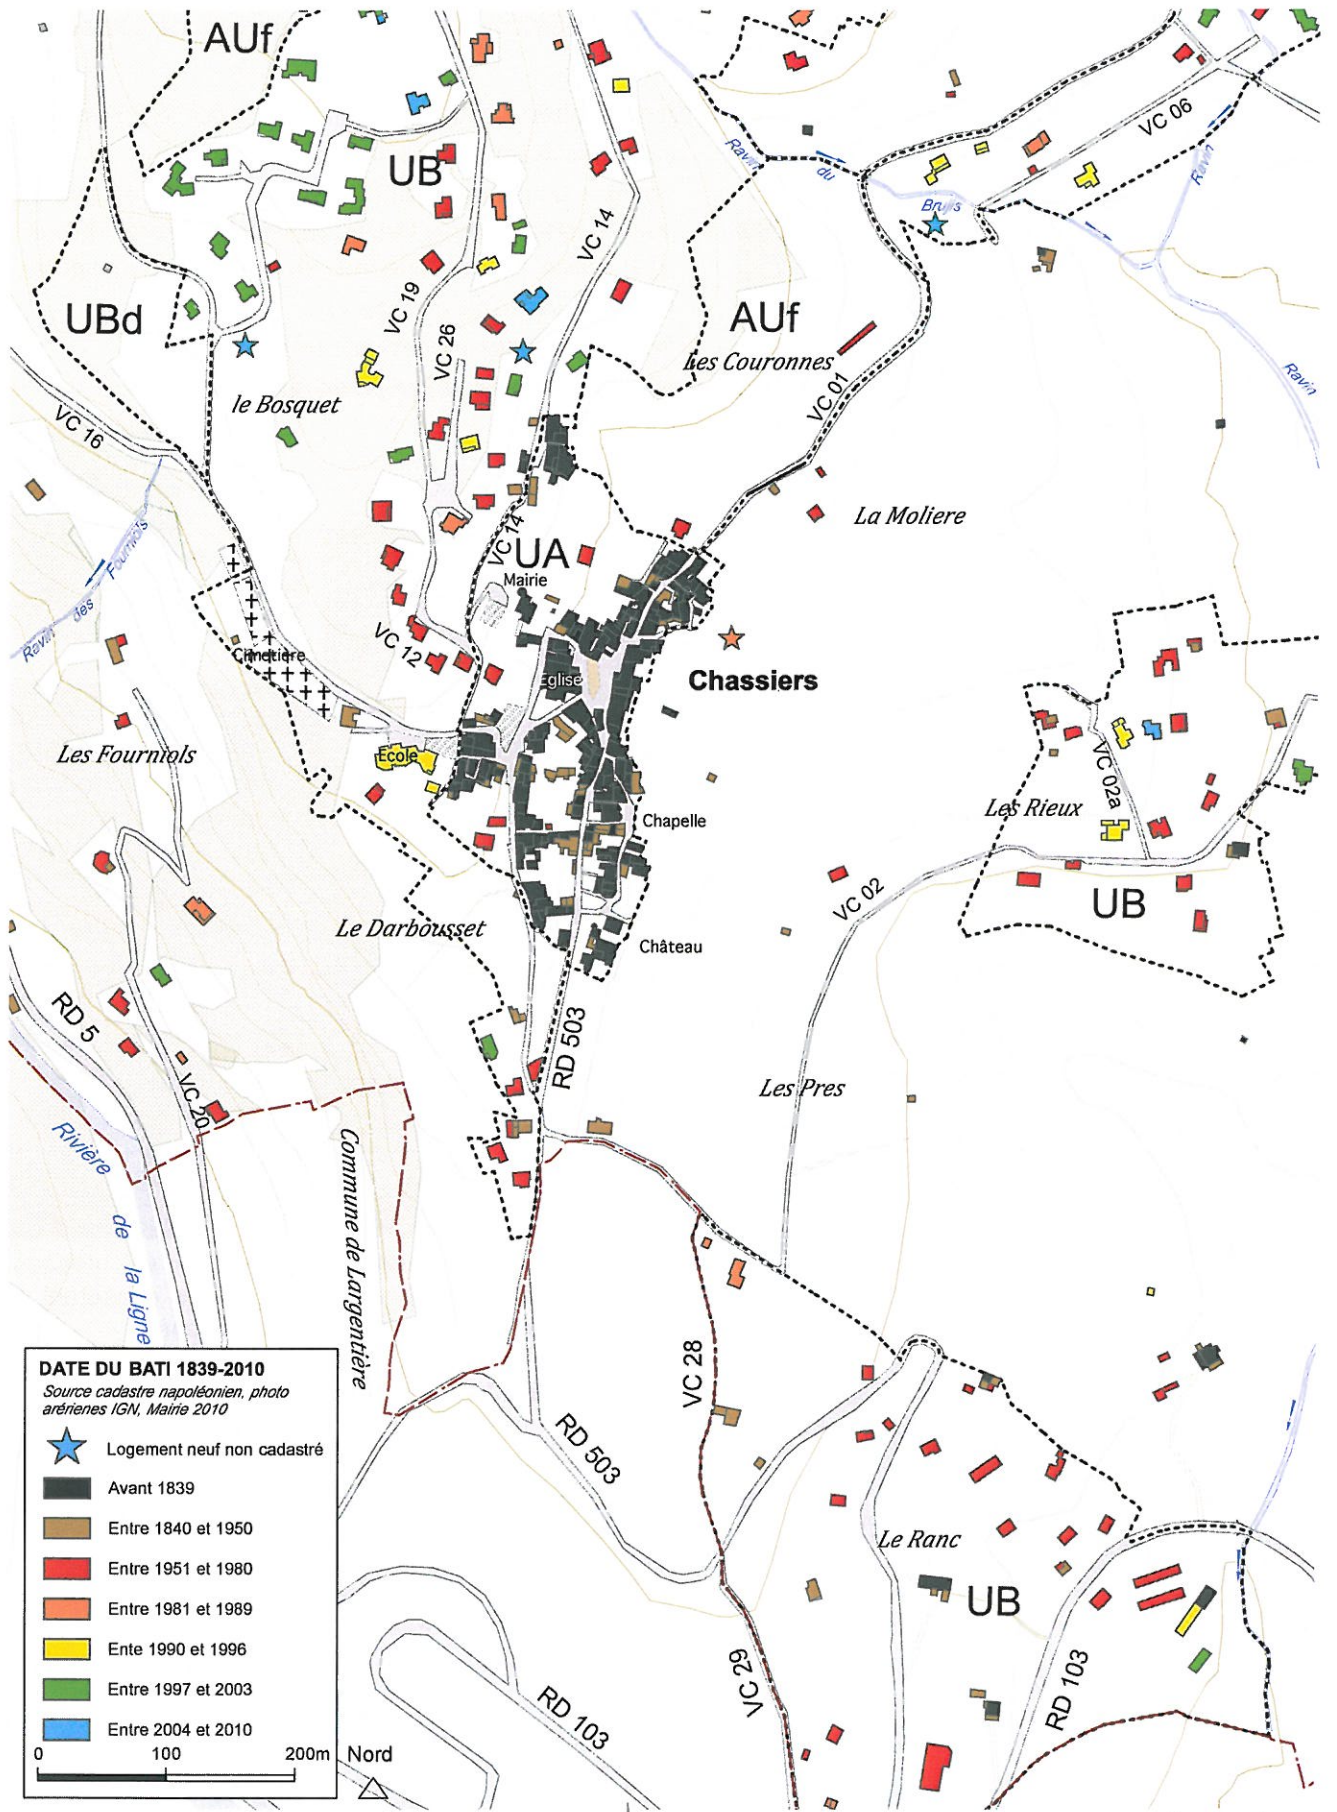 AUf
UB
VC 06
Ravin
du
Brujs
Ravin
VC 14
UBd
VC 19
VC 26
AUf
Les Couronnes
Ravin
le Bosquet
VC 01
VC 16
La Moliere
VC 14
UA
Mairie
Ravin
des
Fourniols
Cimetière
VC 12
Eglise
Chassiers
Les Fourniols
Ecole
VC 02a
Les Rieux
Chapelle
VC 02
UB
Le Darbousset
Château
RD 5
RD 503
VC 20
Les Pres
Rivière
de
la Ligne
Commune de Largentière
VC 28
RD 503
Le Ranc
UB
VC 29
RD 103
RD 103
DATE DU BATI 1839-2010
Source cadastre napoléonien, photo
arérienes IGN, Mairie 2010
Logement neuf non cadastré
Avant 1839
Entre 1840 et 1950
Entre 1951 et 1980
Entre 1981 et 1989
Ente 1990 et 1996
Entre 1997 et 2003
Entre 2004 et 2010
0 100 200m
Nord